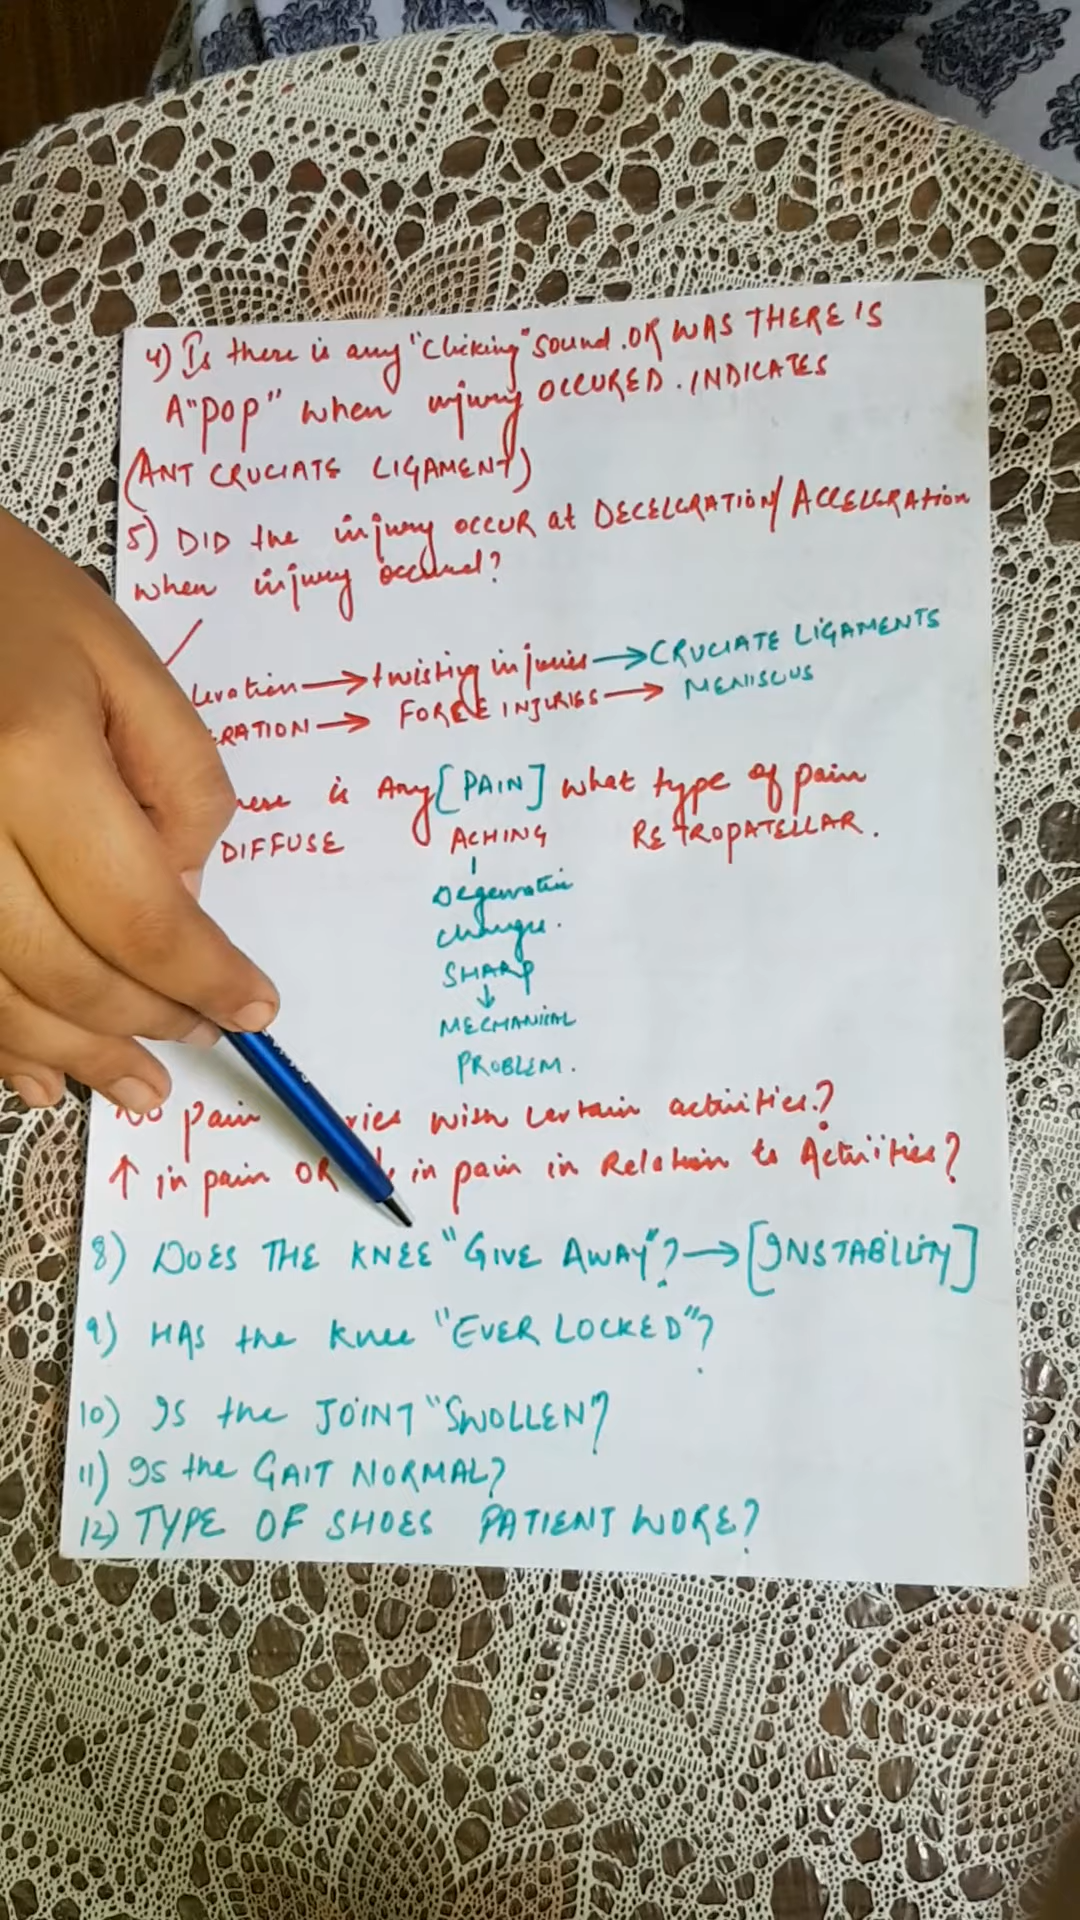 4) Is there is any "Clicking" sound. OR WAS THERE IS
A "POP" when injury OCCURED. INDICATES
(ANT CRUCIATE LIGAMENT)
5) DID the injury OCCUR at DECELERATION/ACCELERATION
when injury occured?
leration → twisting injuries → CRUCIATE LIGAMENTS
ERATION → FORCE INJURIES → MENISCUS
here is Any [PAIN] what type of pain
DIFFUSE ACHING RETROPATELLAR.
Degenerative
changes.
SHARP
↓
MECHANICAL
PROBLEM.
pain ries with certain activities?
↑ in pain OR in pain in Relation to Activities?
8) DOES THE KNEE "GIVE AWAY"? → [INSTABILITY]
9) HAS the knee "EVER LOCKED"?
10) IS the JOINT "SWOLLEN"?
11) IS the GAIT NORMAL?
12) TYPE OF SHOES PATIENT WORE?